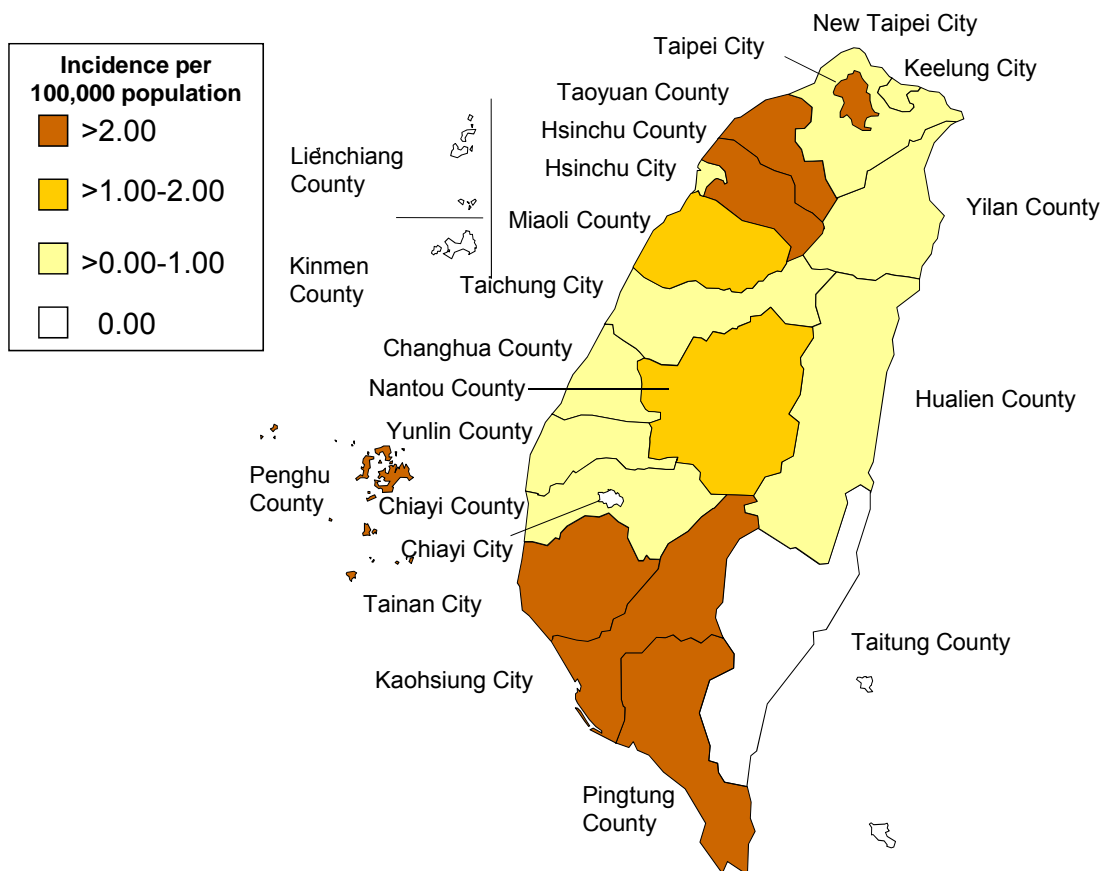 Incidence per
100,000 population
>2.00
>1.00-2.00
>0.00-1.00
0.00
New Taipei City
Taipei City
Keelung City
Taoyuan County
Hsinchu County
Hsinchu City
Lienchiang
County
Yilan County
Miaoli County
Kinmen
County
Taichung City
Changhua County
Nantou County
Hualien County
Yunlin County
Penghu
County
Chiayi County
Chiayi City
Tainan City
Taitung County
Kaohsiung City
Pingtung
County